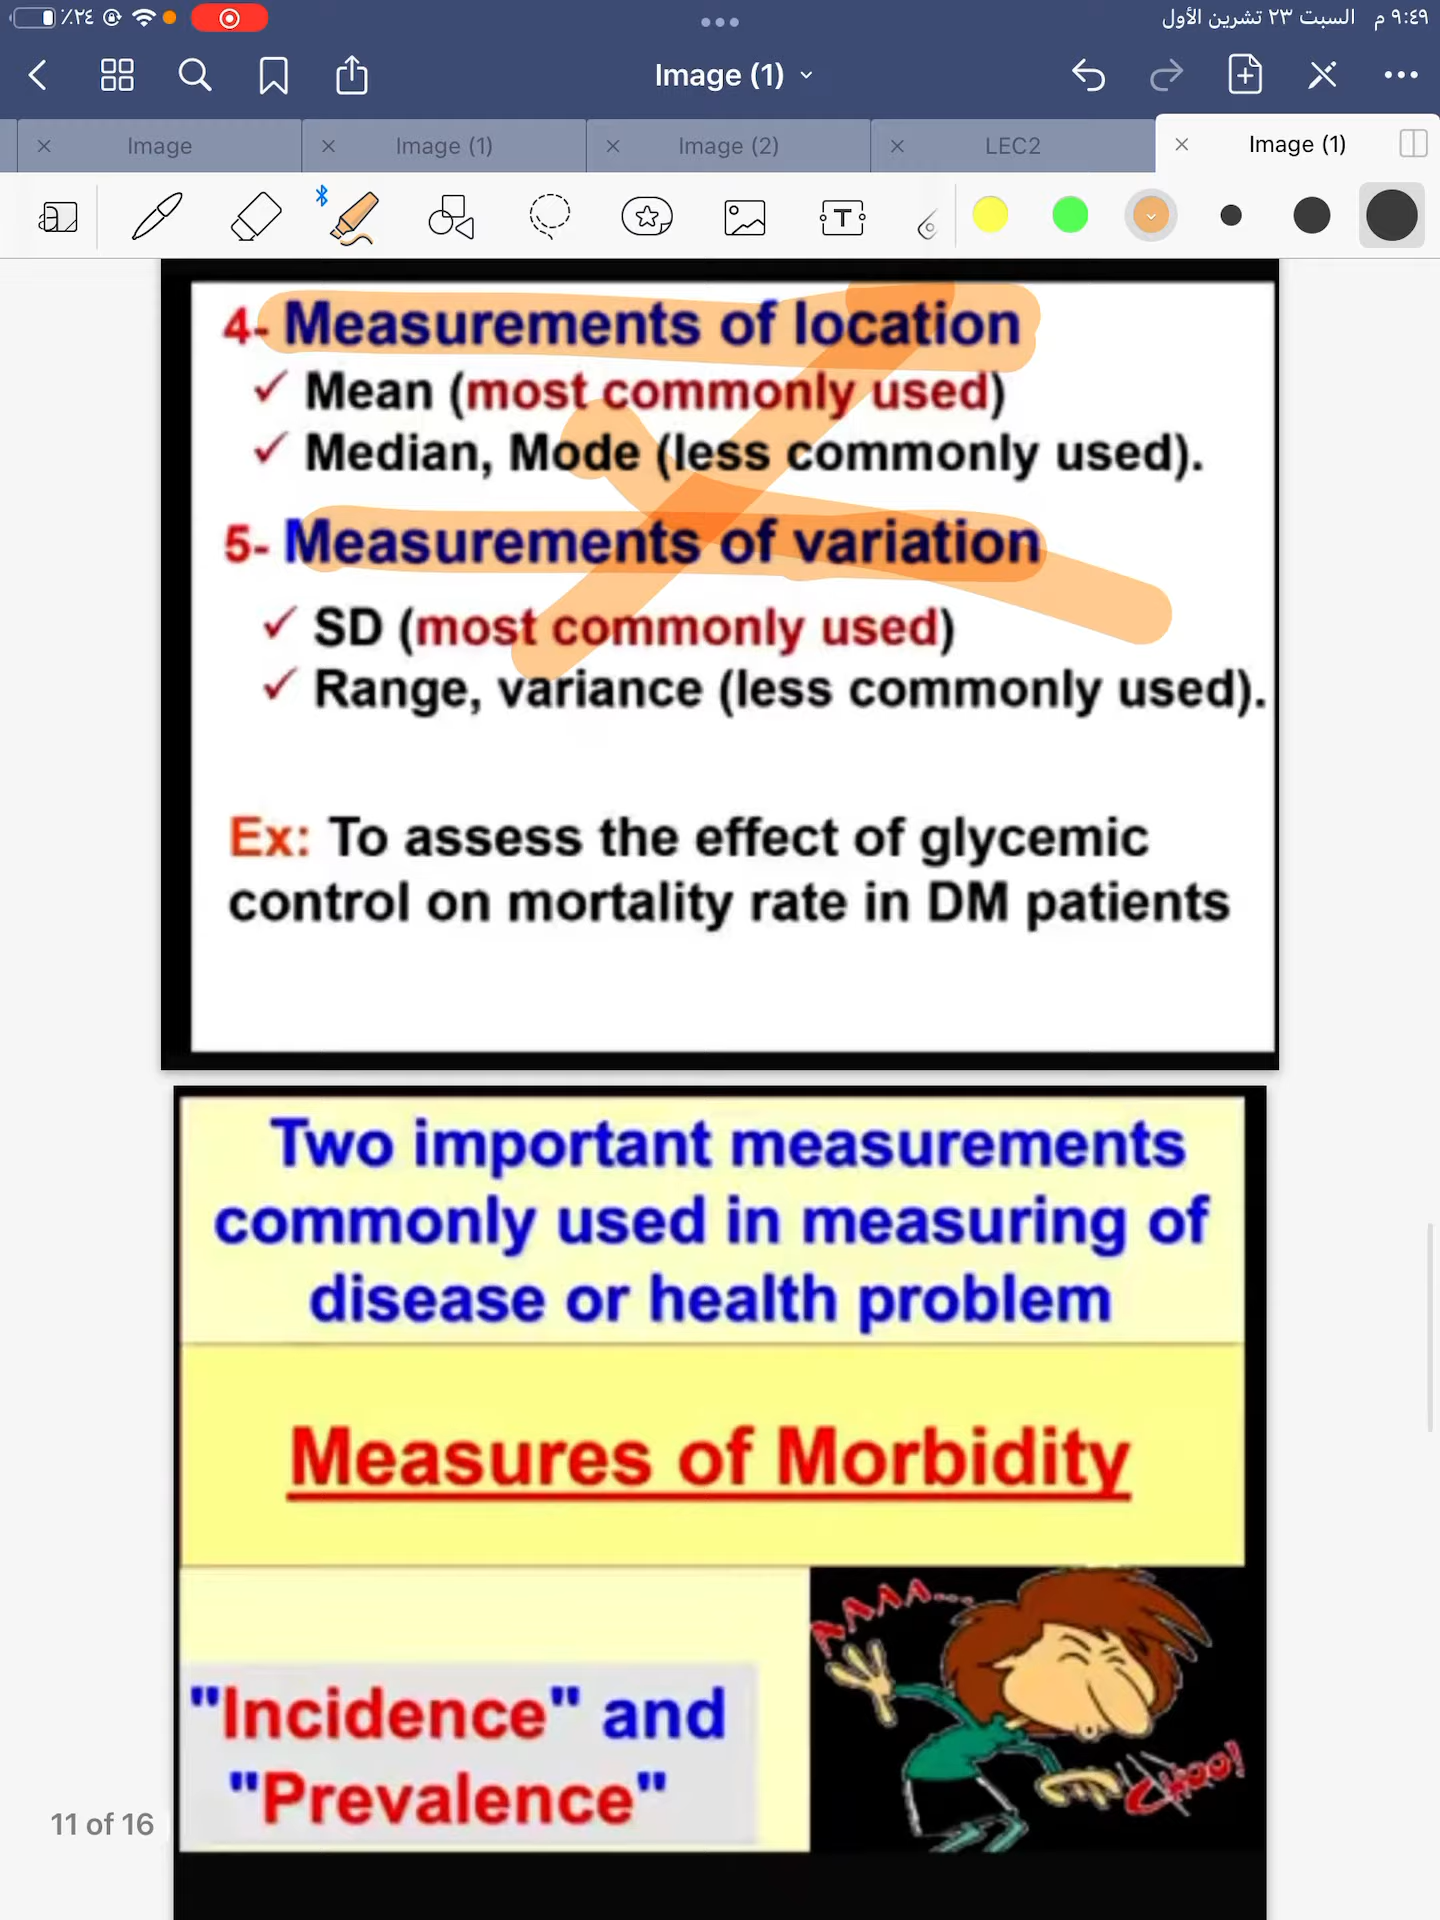 ٪٢٤
السبت ٢٣ تشرين الأول ٩:٤٩ م
Image (1)
Image
Image (1)
Image (2)
LEC2
Image (1)
4- Measurements of location
✓ Mean (most commonly used)
✓ Median, Mode (less commonly used).
5- Measurements of variation
✓ SD (most commonly used)
✓ Range, variance (less commonly used).
Ex: To assess the effect of glycemic
control on mortality rate in DM patients
Two important measurements
commonly used in measuring of
disease or health problem
Measures of Morbidity
AAAA...
"Incidence" and
"Prevalence"
CHOO!
11 of 16